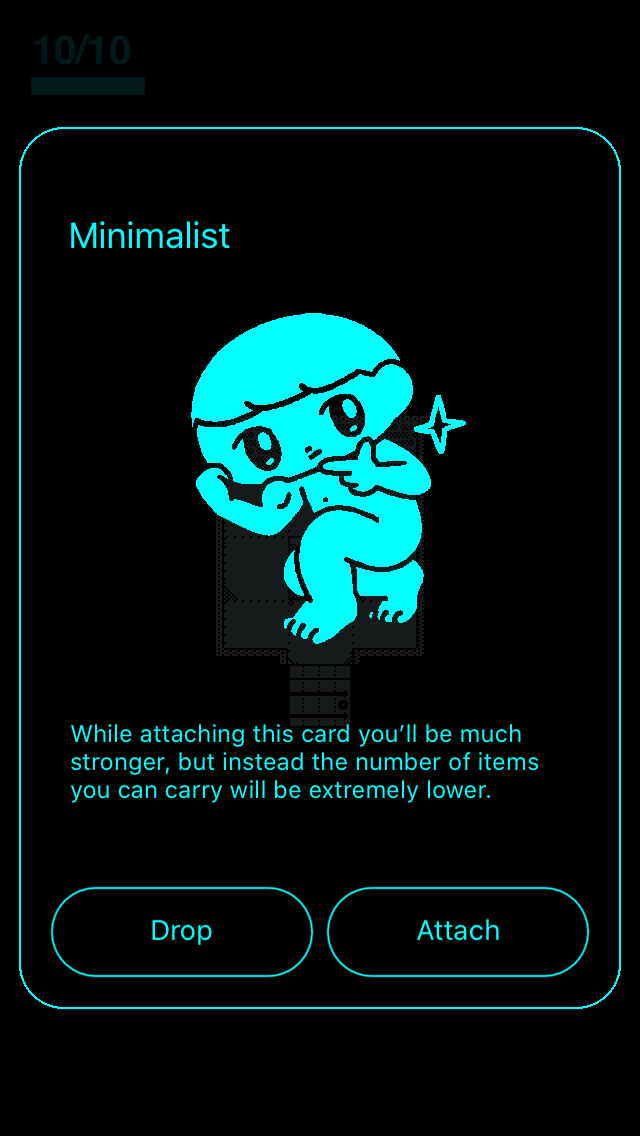 10/10
Minimalist
While attaching this card you’ll be much
stronger, but instead the number of items
you can carry will be extremely lower.
Drop
Attach